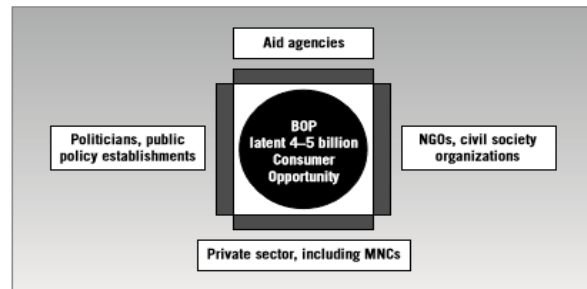 Aid agencies
Politicians, public
policy establishments
BOP
latent 4–5 billion
Consumer
Opportunity
NGOs, civil society
organizations
Private sector, including MNCs